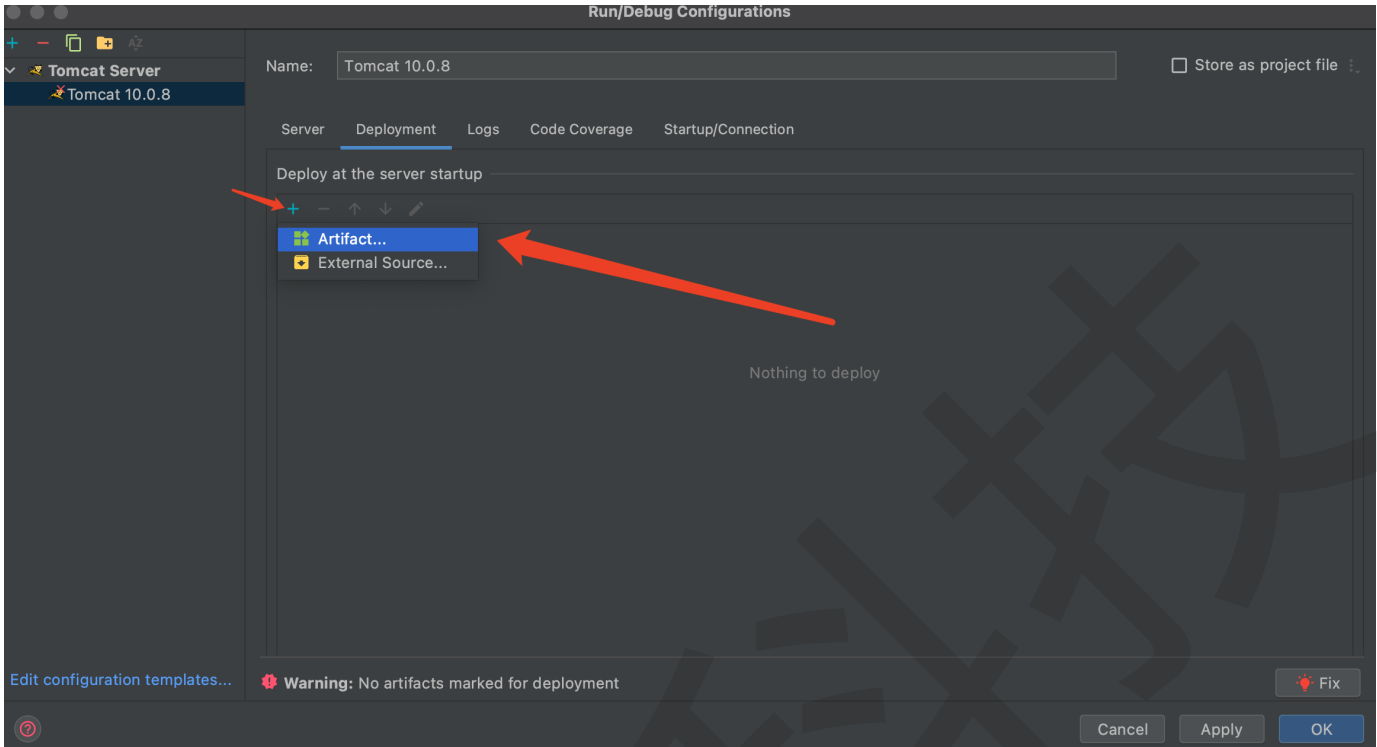 Run/Debug Configurations
Tomcat Server
Tomcat 10.0.8
Name:
Tomcat 10.0.8
Store as project file
Server
Deployment
Logs
Code Coverage
Startup/Connection
Deploy at the server startup
Artifact...
External Source...
Nothing to deploy
科技
Edit configuration templates...
Warning: No artifacts marked for deployment
Fix
?
Cancel
Apply
OK